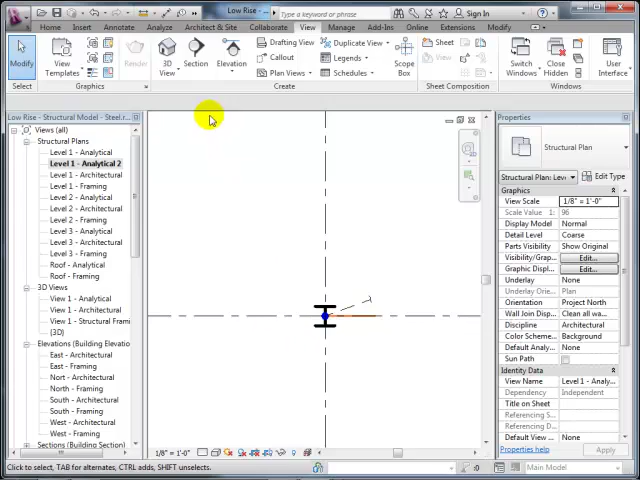 Low Rise - ...
Type a keyword or phrase
Sign In
Home Insert Annotate Analyze Architect & Site Collaborate View Manage Add-Ins Online Extensions Modify
Modify
View Templates
Render
3D View
Section
Elevation
Drafting View
Callout
Plan Views
Duplicate View
Legends
Schedules
Scope Box
Sheet
Switch Windows
Close Hidden
User Interface
Select Graphics Create Sheet Composition Windows
Low Rise - Structural Model - Steel.r...
Views (all)
Structural Plans
Level 1 - Analytical
Level 1 - Analytical 2
Level 1 - Architectural
Level 1 - Framing
Level 2 - Analytical
Level 2 - Architectural
Level 2 - Framing
Level 3 - Analytical
Level 3 - Architectural
Level 3 - Framing
Roof - Analytical
Roof - Framing
3D Views
View 1 - Analytical
View 1 - Architectural
View 1 - Structural Fram
{3D}
Elevations (Building Elevation)
East - Architectural
East - Framing
Nort - Architectural
North - Framing
South - Architectural
South - Framing
West - Architectural
West - Framing
Sections (Building Section)
Properties
Structural Plan
Structural Plan: Leve
Edit Type
Graphics
View Scale 1/8" = 1'-0"
Scale Value 1: 96
Display Model Normal
Detail Level Coarse
Parts Visibility Show Original
Visibility/Grap... Edit...
Graphic Displ... Edit...
Underlay None
Underlay Orie... Plan
Orientation Project North
Wall Join Displ... Clean all wa...
Discipline Architectural
Color Scheme... Background
Default Analy... None
Sun Path
Identity Data
View Name Level 1 - Analy...
Dependency Independent
Title on Sheet
Referencing S...
Referencing D...
Default View ... None
Properties help
Apply
1/8" = 1'-0"
Click to select, TAB for alternates, CTRL adds, SHIFT unselects.
:0
Main Model